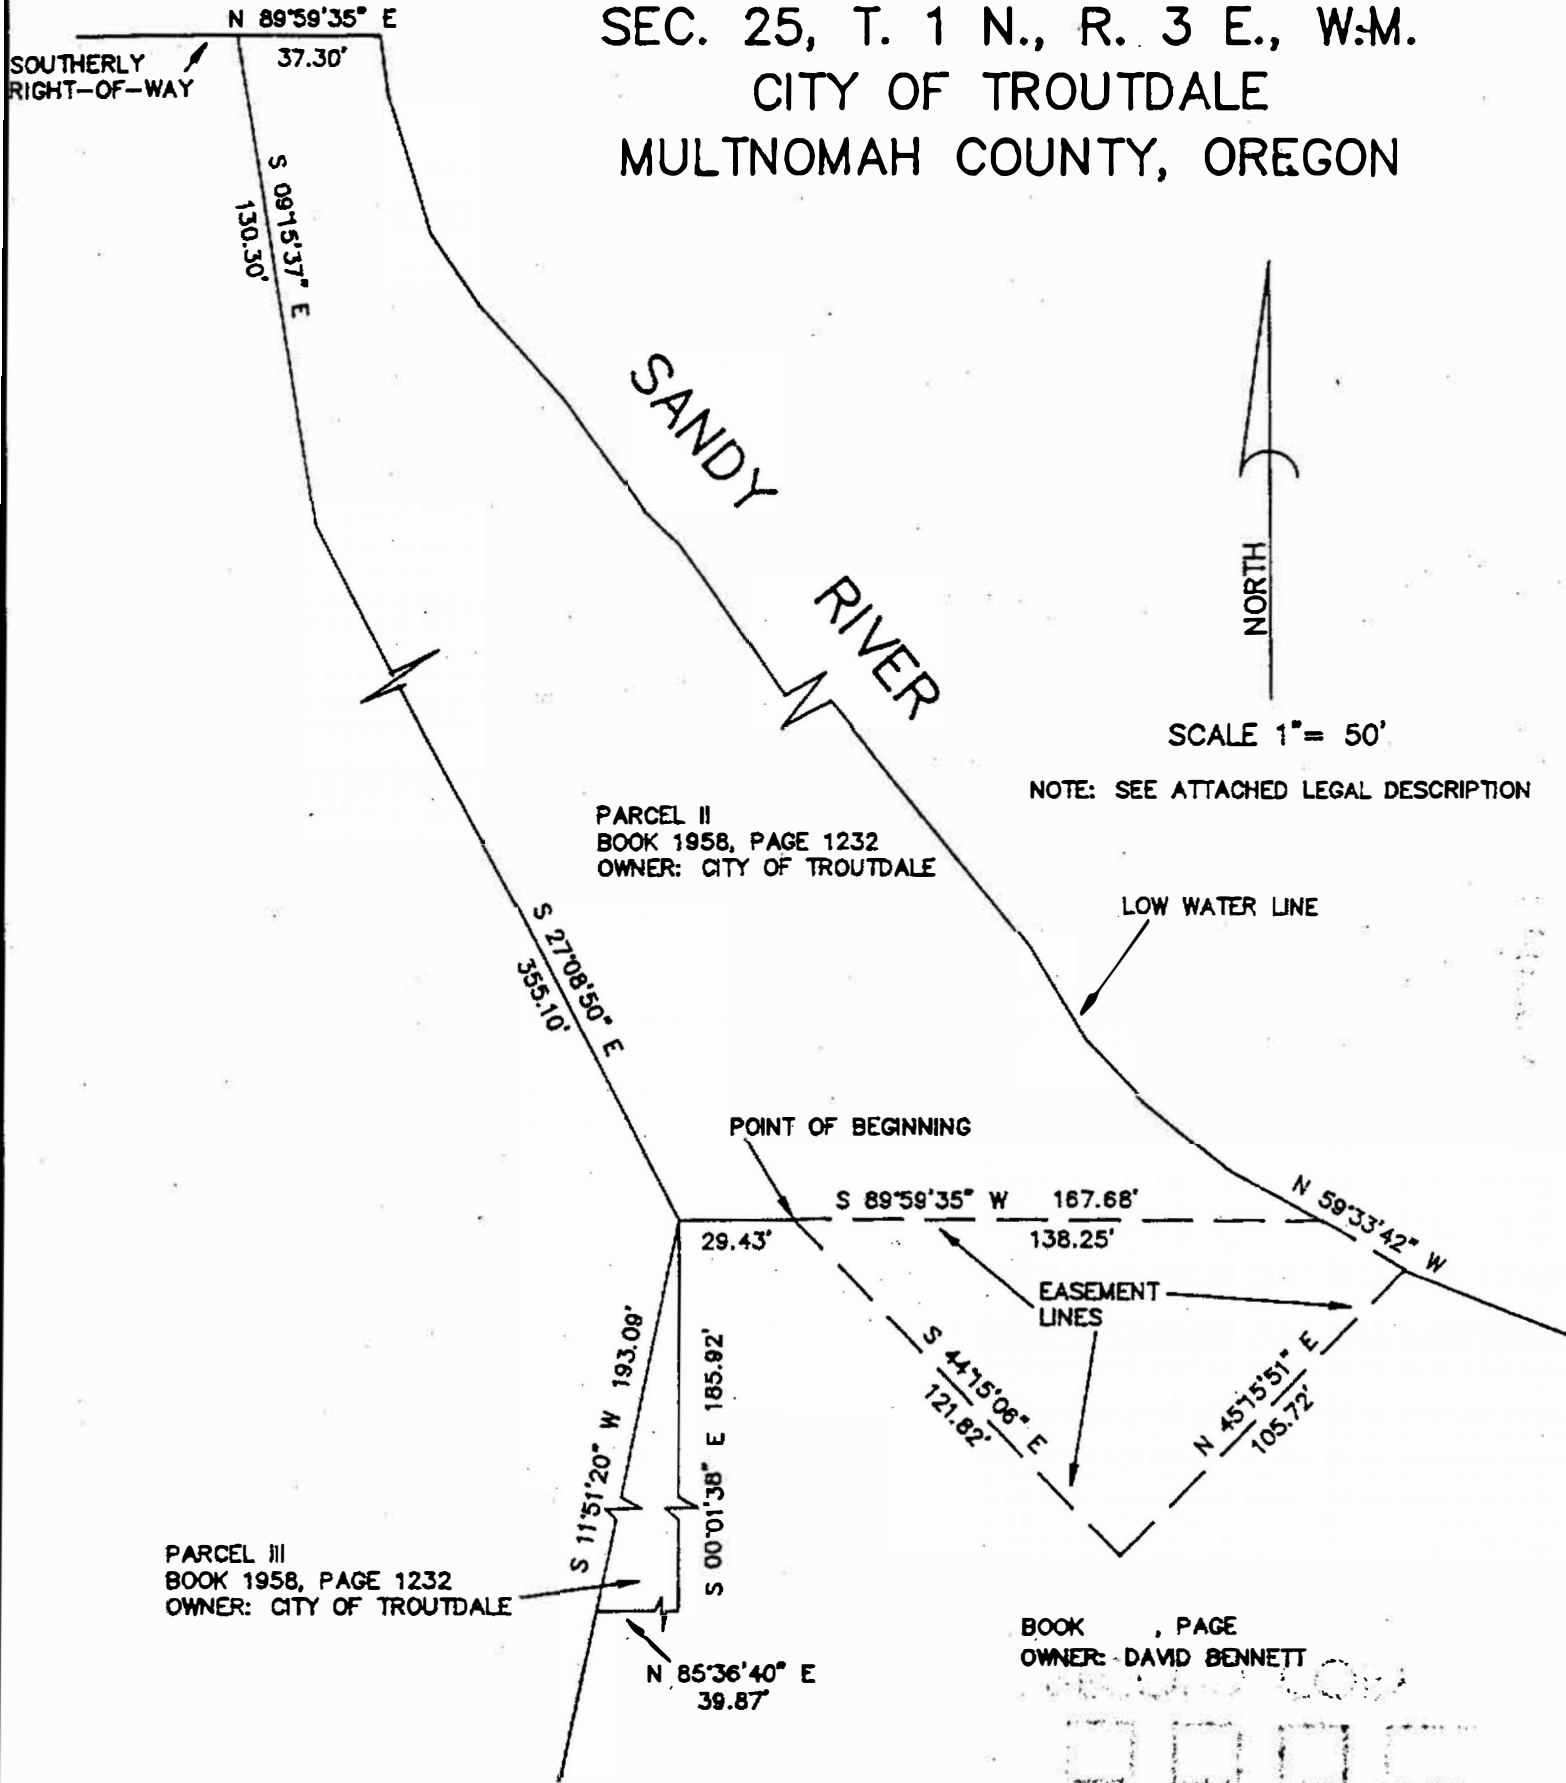 SEC. 25, T. 1 N., R. 3 E., W.M.
CITY OF TROUTDALE
MULTNOMAH COUNTY, OREGON
N 89°59'35" E
37.30'
SOUTHERLY
RIGHT-OF-WAY
S 09°15'37" E
130.30'
SANDY
RIVER
NORTH
SCALE 1"= 50'
NOTE: SEE ATTACHED LEGAL DESCRIPTION
PARCEL II
BOOK 1958, PAGE 1232
OWNER: CITY OF TROUTDALE
LOW WATER LINE
S 27°08'50" E
355.10'
POINT OF BEGINNING
S 89°59'35" W 167.68'
29.43'
138.25'
N 59°33'42" W
EASEMENT
LINES
S 44°15'06" E
121.82'
N 45°15'51" E
105.72'
S 11°51'20" W 193.09'
S 00°01'38" E 185.92'
PARCEL III
BOOK 1958, PAGE 1232
OWNER: CITY OF TROUTDALE
N 85°36'40" E
39.87'
BOOK , PAGE
OWNER: DAVID BENNETT